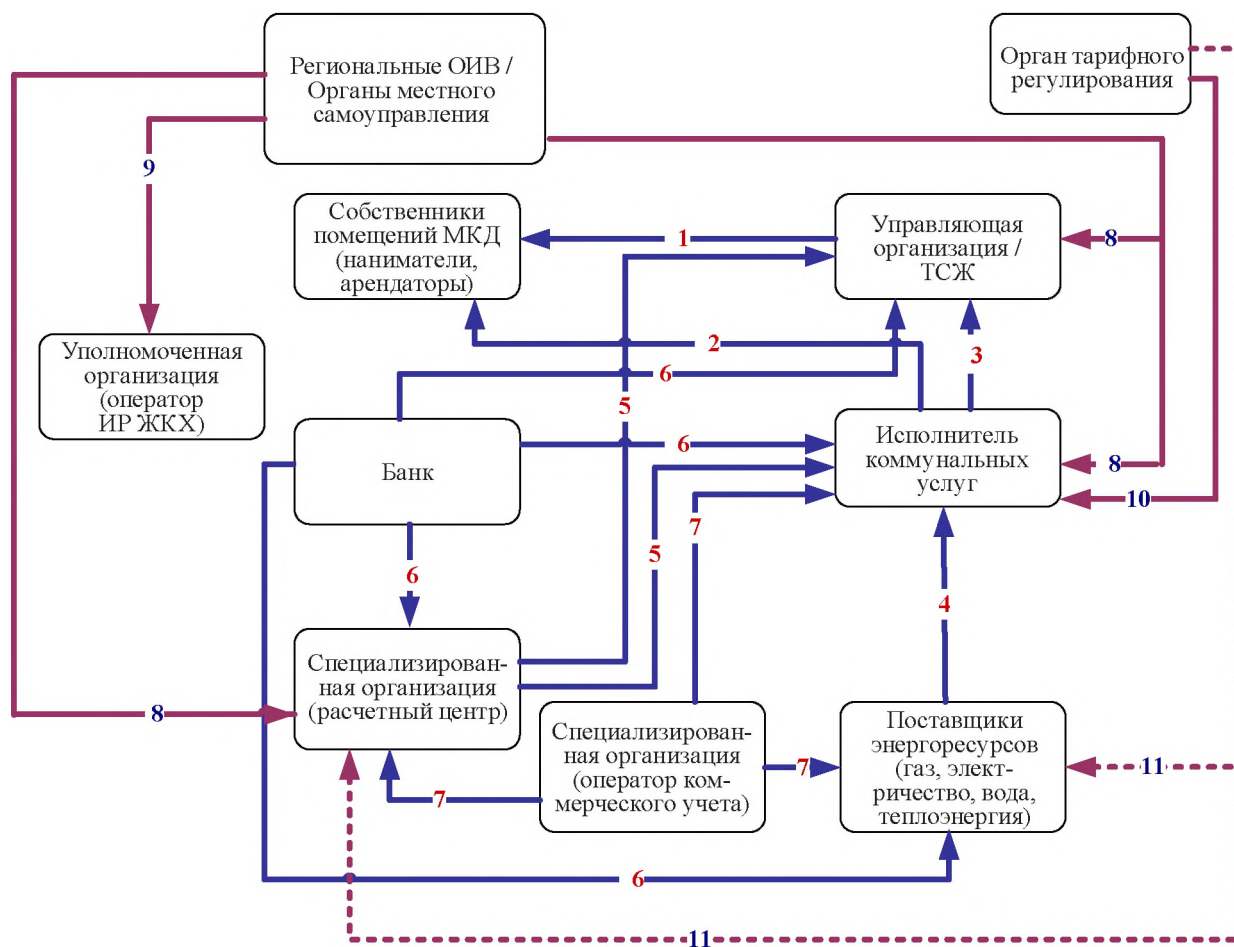 Региональные ОИВ /
Органы местного
самоуправления
Орган тарифного
регулирования
9
Собственники
помещений МКД
(наниматели,
арендаторы)
1
Управляющая
организация /
ТСЖ
8
Уполномоченная
организация
(оператор
ИР ЖКХ)
2
3
6
5
Банк
6
Исполнитель
коммунальных
услуг
8
10
7
5
6
4
Специализирован-
ная организация
(расчетный центр)
8
Специализирован-
ная организация
(оператор ком-
мерческого учета)
7
7
Поставщики
энергоресурсов
(газ, элект-
ричество, вода,
теплоэнергия)
11
6
11